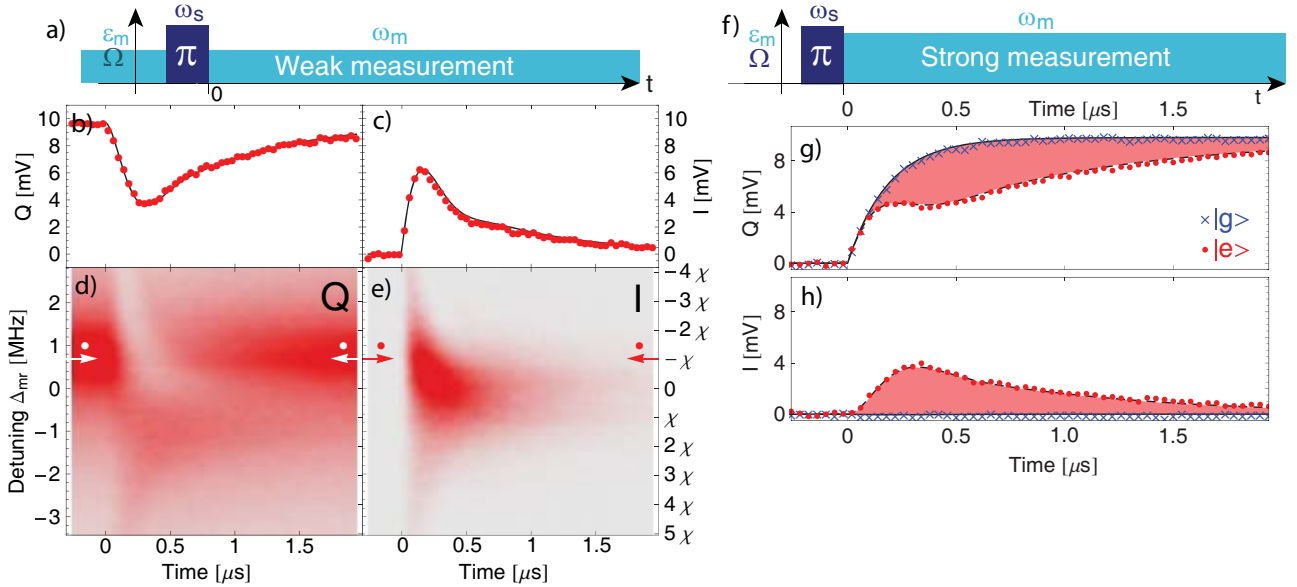 a)
ωs
εm
Ω
π
ωm
Weak measurement
0
t
b)
c)
10
8
6
4
2
0
Q [mV]
10
8
6
4
2
0
I [mV]
d)
Q
e)
I
2
1
0
−1
−2
−3
Detuning Δmr [MHz]
−4 χ
−3 χ
−2 χ
− χ
0
χ
2 χ
3 χ
4 χ
5 χ
0 0.5 1 1.5
Time [μs]
0 0.5 1 1.5
Time [μs]
f)
ωs
εm
Ω
π
ωm
Strong measurement
t
0 0.5 1.5
Time [μs]
g)
8
4
0
Q [mV]
|g>
|e>
h)
8
4
0
I [mV]
0 0.5 1.0 1.5
Time [μs]